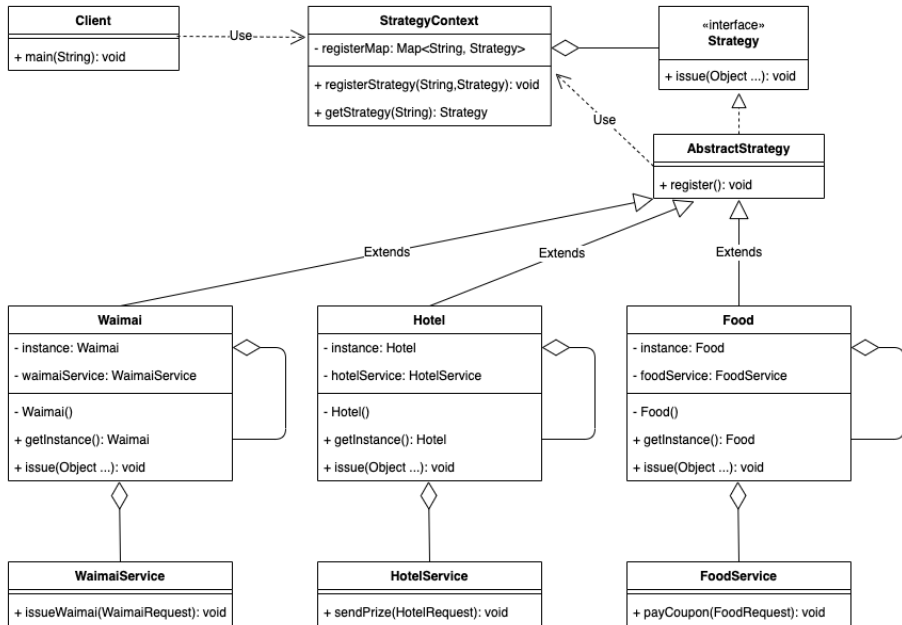 Client
+ main(String): void
Use
StrategyContext
- registerMap: Map<String, Strategy>
+ registerStrategy(String,Strategy): void
+ getStrategy(String): Strategy
«interface»
Strategy
+ issue(Object ...): void
Use
AbstractStrategy
+ register(): void
Extends
Extends
Extends
Waimai
- instance: Waimai
- waimaiService: WaimaiService
- Waimai()
+ getInstance(): Waimai
+ issue(Object ...): void
Hotel
- instance: Hotel
- hotelService: HotelService
- Hotel()
+ getInstance(): Hotel
+ issue(Object ...): void
Food
- instance: Food
- foodService: FoodService
- Food()
+ getInstance(): Food
+ issue(Object ...): void
WaimaiService
+ issueWaimai(WaimaiRequest): void
HotelService
+ sendPrize(HotelRequest): void
FoodService
+ payCoupon(FoodRequest): void